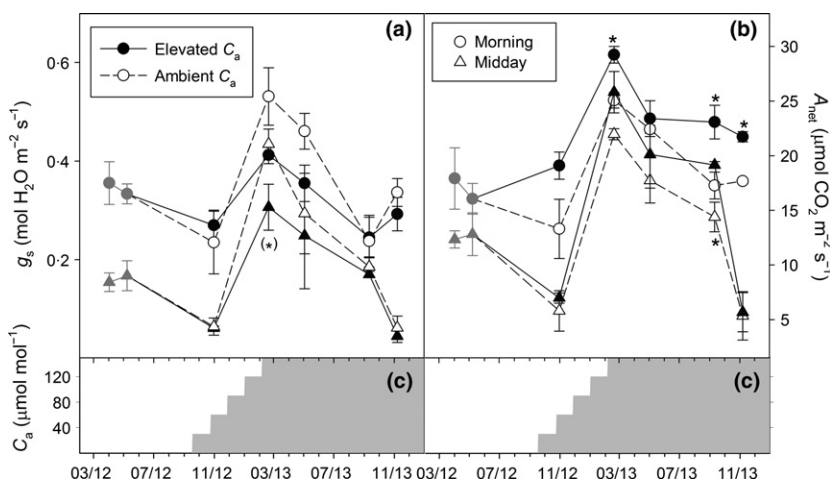 (a)
(b)
Elevated Cₐ
Ambient Cₐ
Morning
Midday
0·6
0·4
0·2
gₛ (mol H₂O m⁻² s⁻¹)
(*)
*
*
*
*
30
25
20
15
10
5
Aₙₑₜ (μmol CO₂ m⁻² s⁻¹)
(c)
(c)
120
80
40
Cₐ (μmol mol⁻¹)
03/12 07/12 11/12 03/13 07/13 11/13
03/12 07/12 11/12 03/13 07/13 11/13